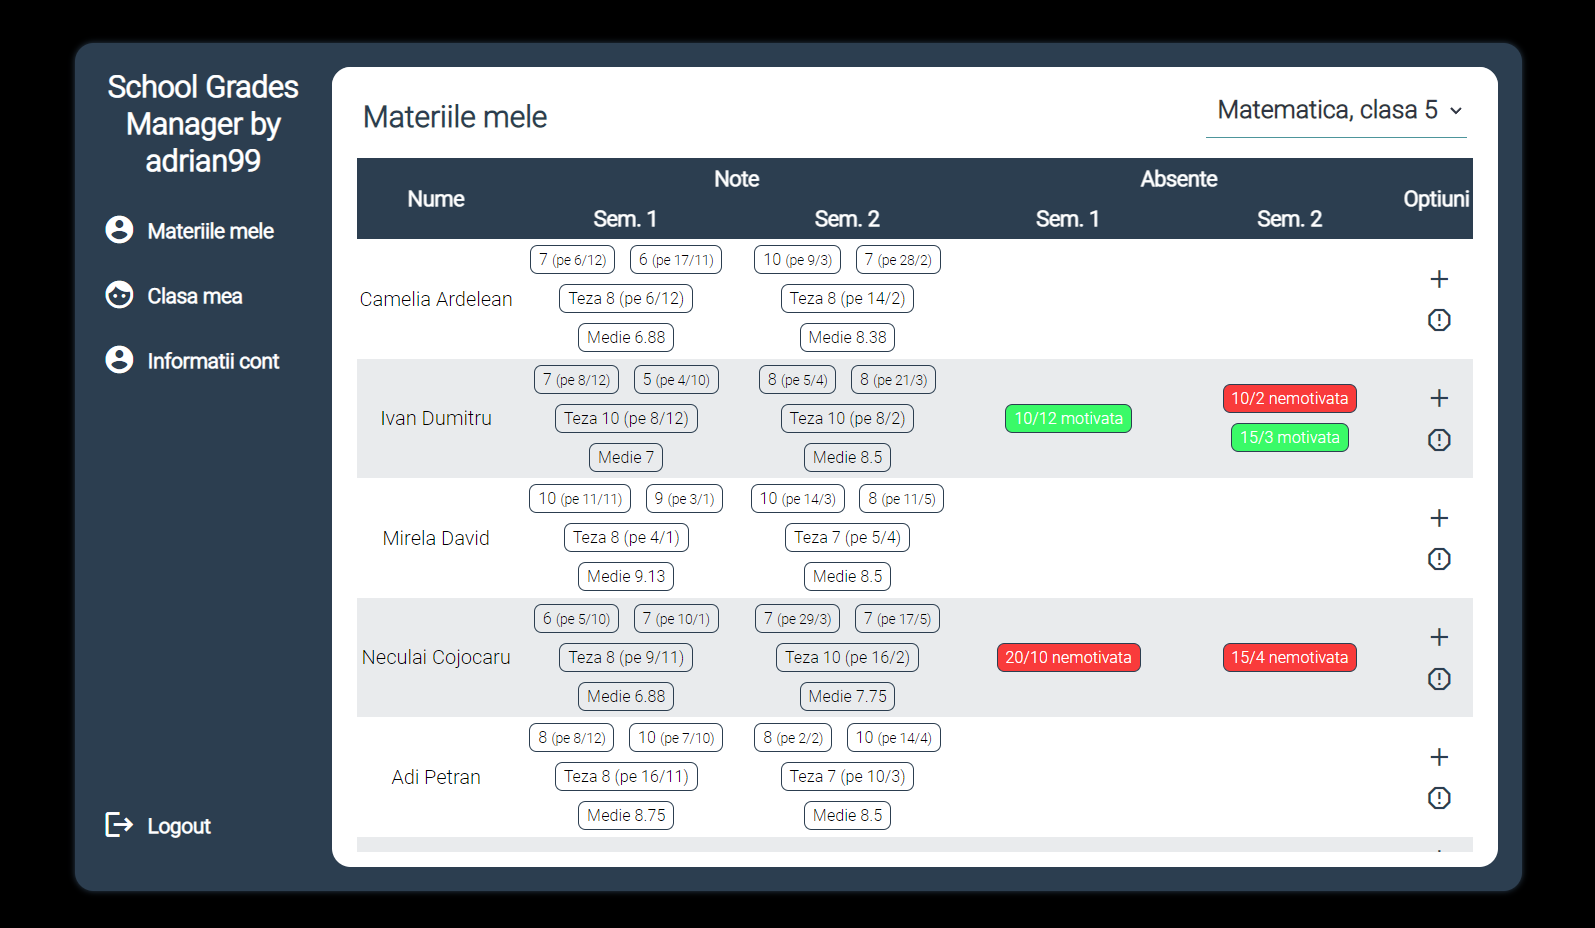 School Grades
Manager by
adrian99
Materiile mele
Clasa mea
Informatii cont
Logout
Materiile mele
Matematica, clasa 5
Nume
Note
Absente
Optiuni
Sem. 1
Sem. 2
Sem. 1
Sem. 2
Camelia Ardelean
7 (pe 6/12) 6 (pe 17/11)
Teza 8 (pe 6/12)
Medie 6.88
10 (pe 9/3) 7 (pe 28/2)
Teza 8 (pe 14/2)
Medie 8.38
Ivan Dumitru
7 (pe 8/12) 5 (pe 4/10)
Teza 10 (pe 8/12)
Medie 7
8 (pe 5/4) 8 (pe 21/3)
Teza 10 (pe 8/2)
Medie 8.5
10/12 motivata
10/2 nemotivata
15/3 motivata
Mirela David
10 (pe 11/11) 9 (pe 3/1)
Teza 8 (pe 4/1)
Medie 9.13
10 (pe 14/3) 8 (pe 11/5)
Teza 7 (pe 5/4)
Medie 8.5
Neculai Cojocaru
6 (pe 5/10) 7 (pe 10/1)
Teza 8 (pe 9/11)
Medie 6.88
7 (pe 29/3) 7 (pe 17/5)
Teza 10 (pe 16/2)
Medie 7.75
20/10 nemotivata
15/4 nemotivata
Adi Petran
8 (pe 8/12) 10 (pe 7/10)
Teza 8 (pe 16/11)
Medie 8.75
8 (pe 2/2) 10 (pe 14/4)
Teza 7 (pe 10/3)
Medie 8.5